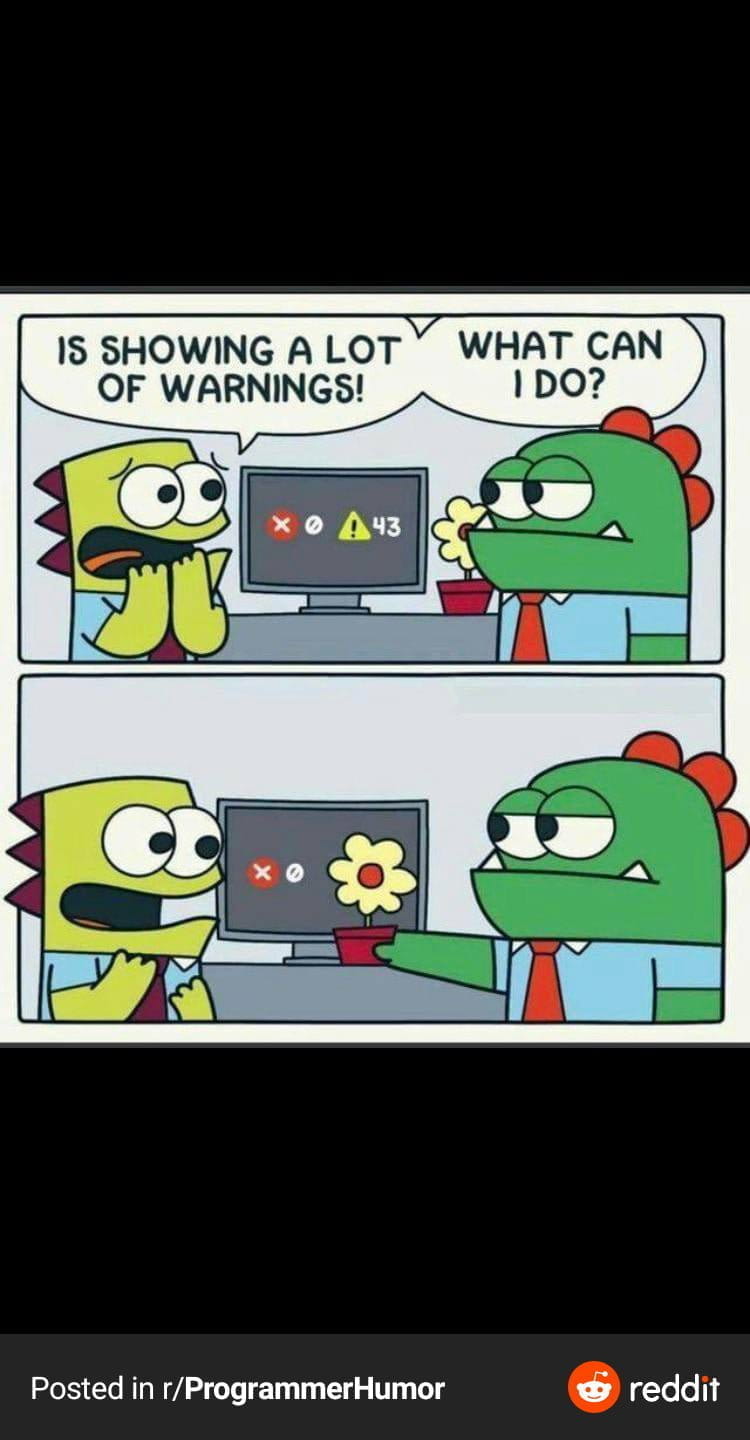 IS SHOWING A LOT
OF WARNINGS!
WHAT CAN
I DO?
0 43
0
Posted in r/ProgrammerHumor
reddit